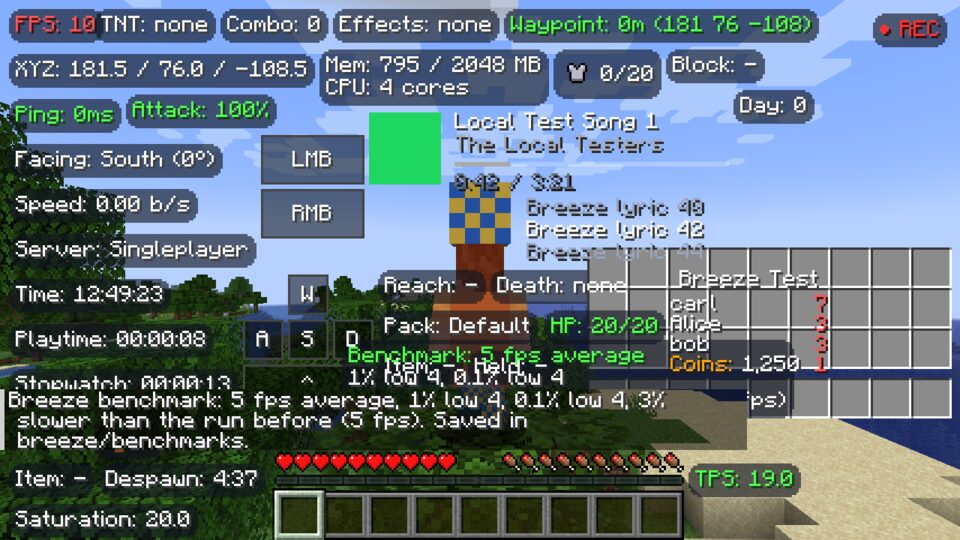 FPS: 10 TNT: none Combo: 0 Effects: none Waypoint: 0m (181 76 -108) REC
XYZ: 181.5 / 76.0 / -108.5 Mem: 795 / 2048 MB 0/20 Block: -
CPU: 4 cores
Ping: 0ms Attack: 100% Day: 0
Local Test Song 1
The Local Testers
Facing: South (0°) LMB
0:42 / 3:21
Speed: 0.00 b/s RMB
Breeze lyric 40
Breeze lyric 42
Breeze lyric 44
Server: Singleplayer
Breeze Test
Time: 12:49:23 W Reach: - Death: none
carl 7
Alice 3
Playtime: 00:00:08 A S D Pack: Default HP: 20/20
bob 3
Coins: 1,250 1
Benchmark: 5 fps average
1% low 4, 0.1% low 4
Stopwatch: 00:00:13 ^
Breeze benchmark: 5 fps average, 1% low 4, 0.1% low 4, 3% fps)
slower than the run before (5 fps). Saved in
breeze/benchmarks.
Item: - Despawn: 4:37 TPS: 19.0
Saturation: 20.0